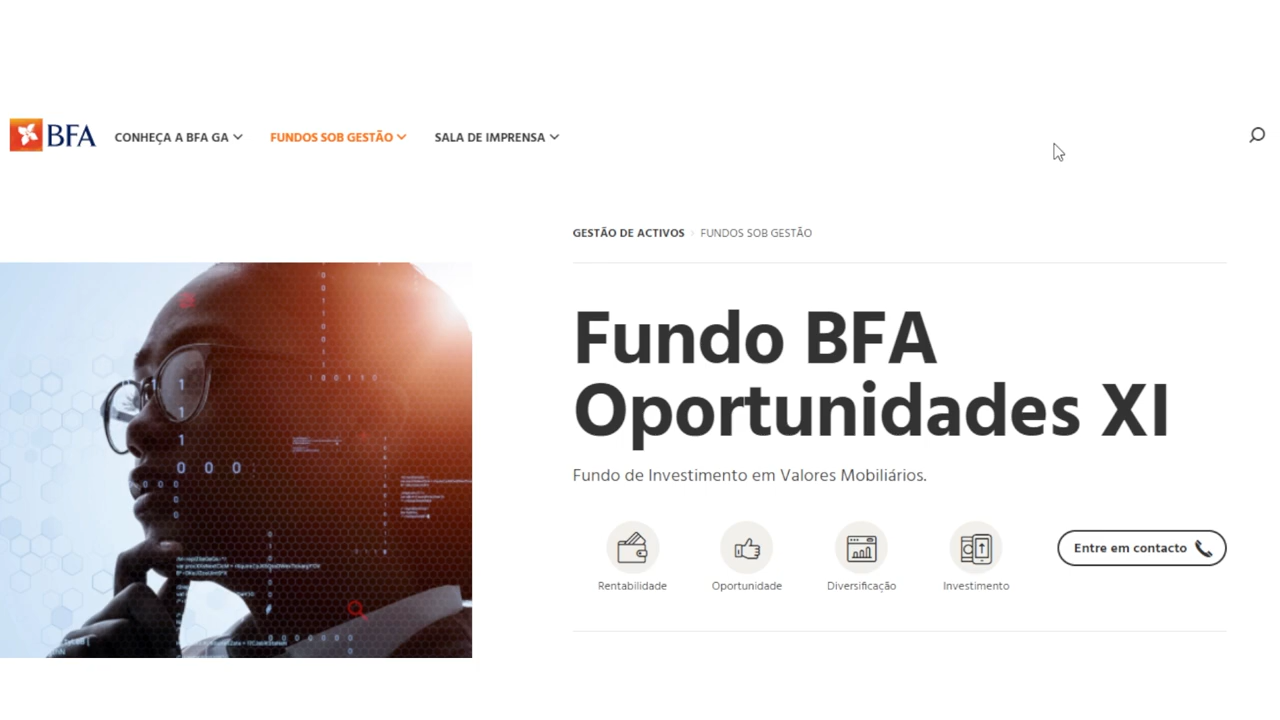 BFA
CONHEÇA A BFA GA
FUNDOS SOB GESTÃO
SALA DE IMPRENSA
GESTÃO DE ACTIVOS › FUNDOS SOB GESTÃO
Fundo BFA
Oportunidades XI
Fundo de Investimento em Valores Mobiliários.
Rentabilidade
Oportunidade
Diversificação
Investimento
Entre em contacto